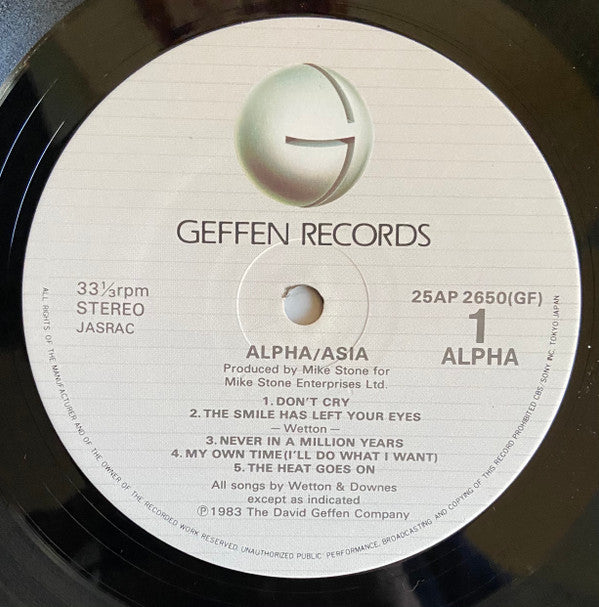 G
GEFFEN RECORDS
33⅓rpm
STEREO
JASRAC
25AP 2650(GF)
1
ALPHA
ALPHA/ASIA
Produced by Mike Stone for
Mike Stone Enterprises Ltd.
1. DON'T CRY
2. THE SMILE HAS LEFT YOUR EYES
— Wetton —
3. NEVER IN A MILLION YEARS
4. MY OWN TIME (I'LL DO WHAT I WANT)
5. THE HEAT GOES ON
All songs by Wetton & Downes
except as indicated
℗1983 The David Geffen Company
ALL RIGHTS OF THE MANUFACTURER AND OF THE OWNER OF THE RECORDED WORK RESERVED. UNAUTHORIZED PUBLIC PERFORMANCE, BROADCASTING AND COPYING OF THIS RECORD PROHIBITED CBS/SONY INC. TOKYO JAPAN